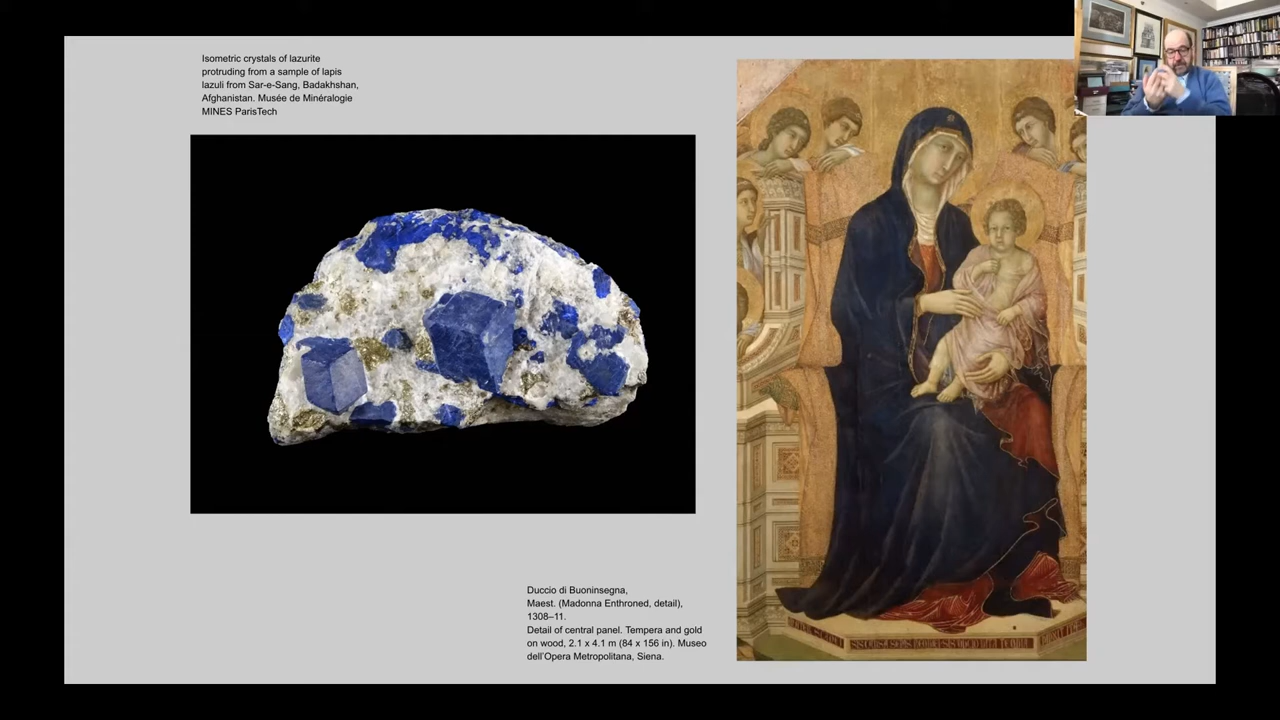 Isometric crystals of lazurite
protruding from a sample of lapis
lazuli from Sar-e-Sang, Badakhshan,
Afghanistan. Musée de Minéralogie
MINES ParisTech
Duccio di Buoninsegna,
Maest. (Madonna Enthroned, detail),
1308–11.
Detail of central panel. Tempera and gold
on wood, 2.1 x 4.1 m (84 x 156 in). Museo
dell'Opera Metropolitana, Siena.